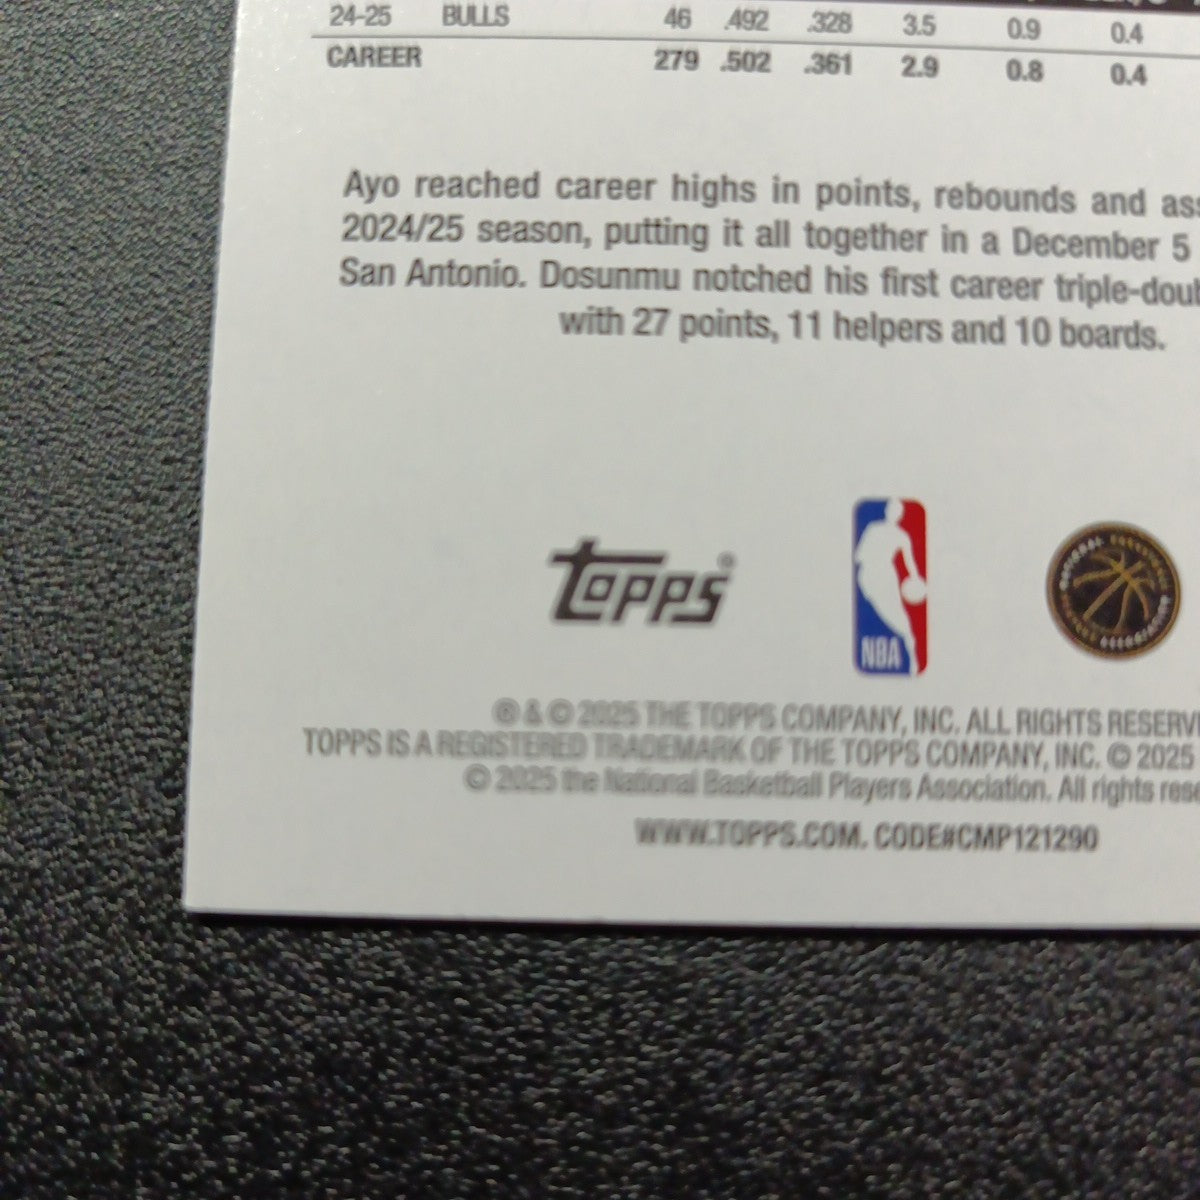 24-25 BULLS 46 .492 .328 3.5 0.9 0.4
CAREER 279 .502 .361 2.9 0.8 0.4
Ayo reached career highs in points, rebounds and
2024/25 season, putting it all together in a December 5
San Antonio. Dosunmu notched his first career
with 27 points, 11 helpers and 10 boards.
TOPPS®
NBA
® & © 2025 THE TOPPS COMPANY, INC. ALL RIGHTS
TOPPS IS A REGISTERED TRADEMARK OF THE TOPPS COMPANY, INC. © 2025
© 2025 the National Basketball Players Association. All rights
WWW.TOPPS.COM. CODE#CMP121290